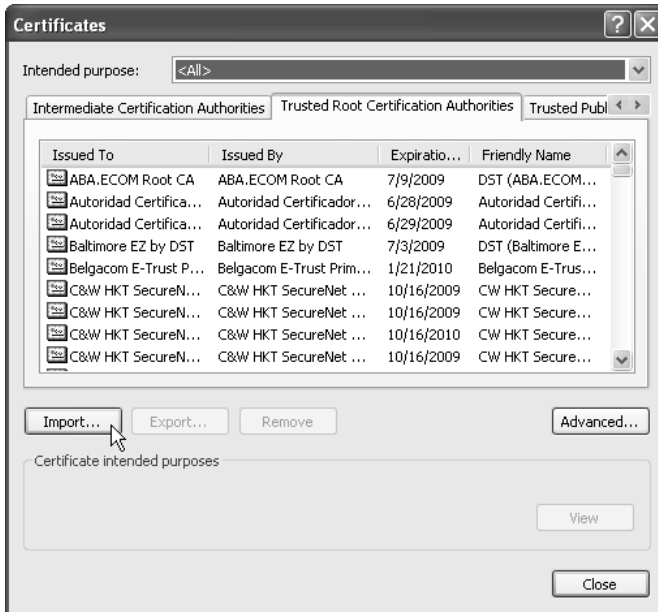 Certificates
Intended purpose: <All>
Intermediate Certification Authorities Trusted Root Certification Authorities Trusted Publ
Issued To Issued By Expiratio... Friendly Name
ABA.ECOM Root CA ABA.ECOM Root CA 7/9/2009 DST (ABA.ECOM...
Autoridad Certifica... Autoridad Certificador... 6/28/2009 Autoridad Certifi...
Autoridad Certifica... Autoridad Certificador... 6/29/2009 Autoridad Certifi...
Baltimore EZ by DST Baltimore EZ by DST 7/3/2009 DST (Baltimore E...
Belgacom E-Trust P... Belgacom E-Trust Prim... 1/21/2010 Belgacom E-Trus...
C&W HKT SecureN... C&W HKT SecureNet ... 10/16/2009 CW HKT Secure...
C&W HKT SecureN... C&W HKT SecureNet ... 10/16/2009 CW HKT Secure...
C&W HKT SecureN... C&W HKT SecureNet ... 10/16/2010 CW HKT Secure...
C&W HKT SecureN... C&W HKT SecureNet ... 10/16/2009 CW HKT Secure...
Import... Export... Remove Advanced...
Certificate intended purposes
View
Close